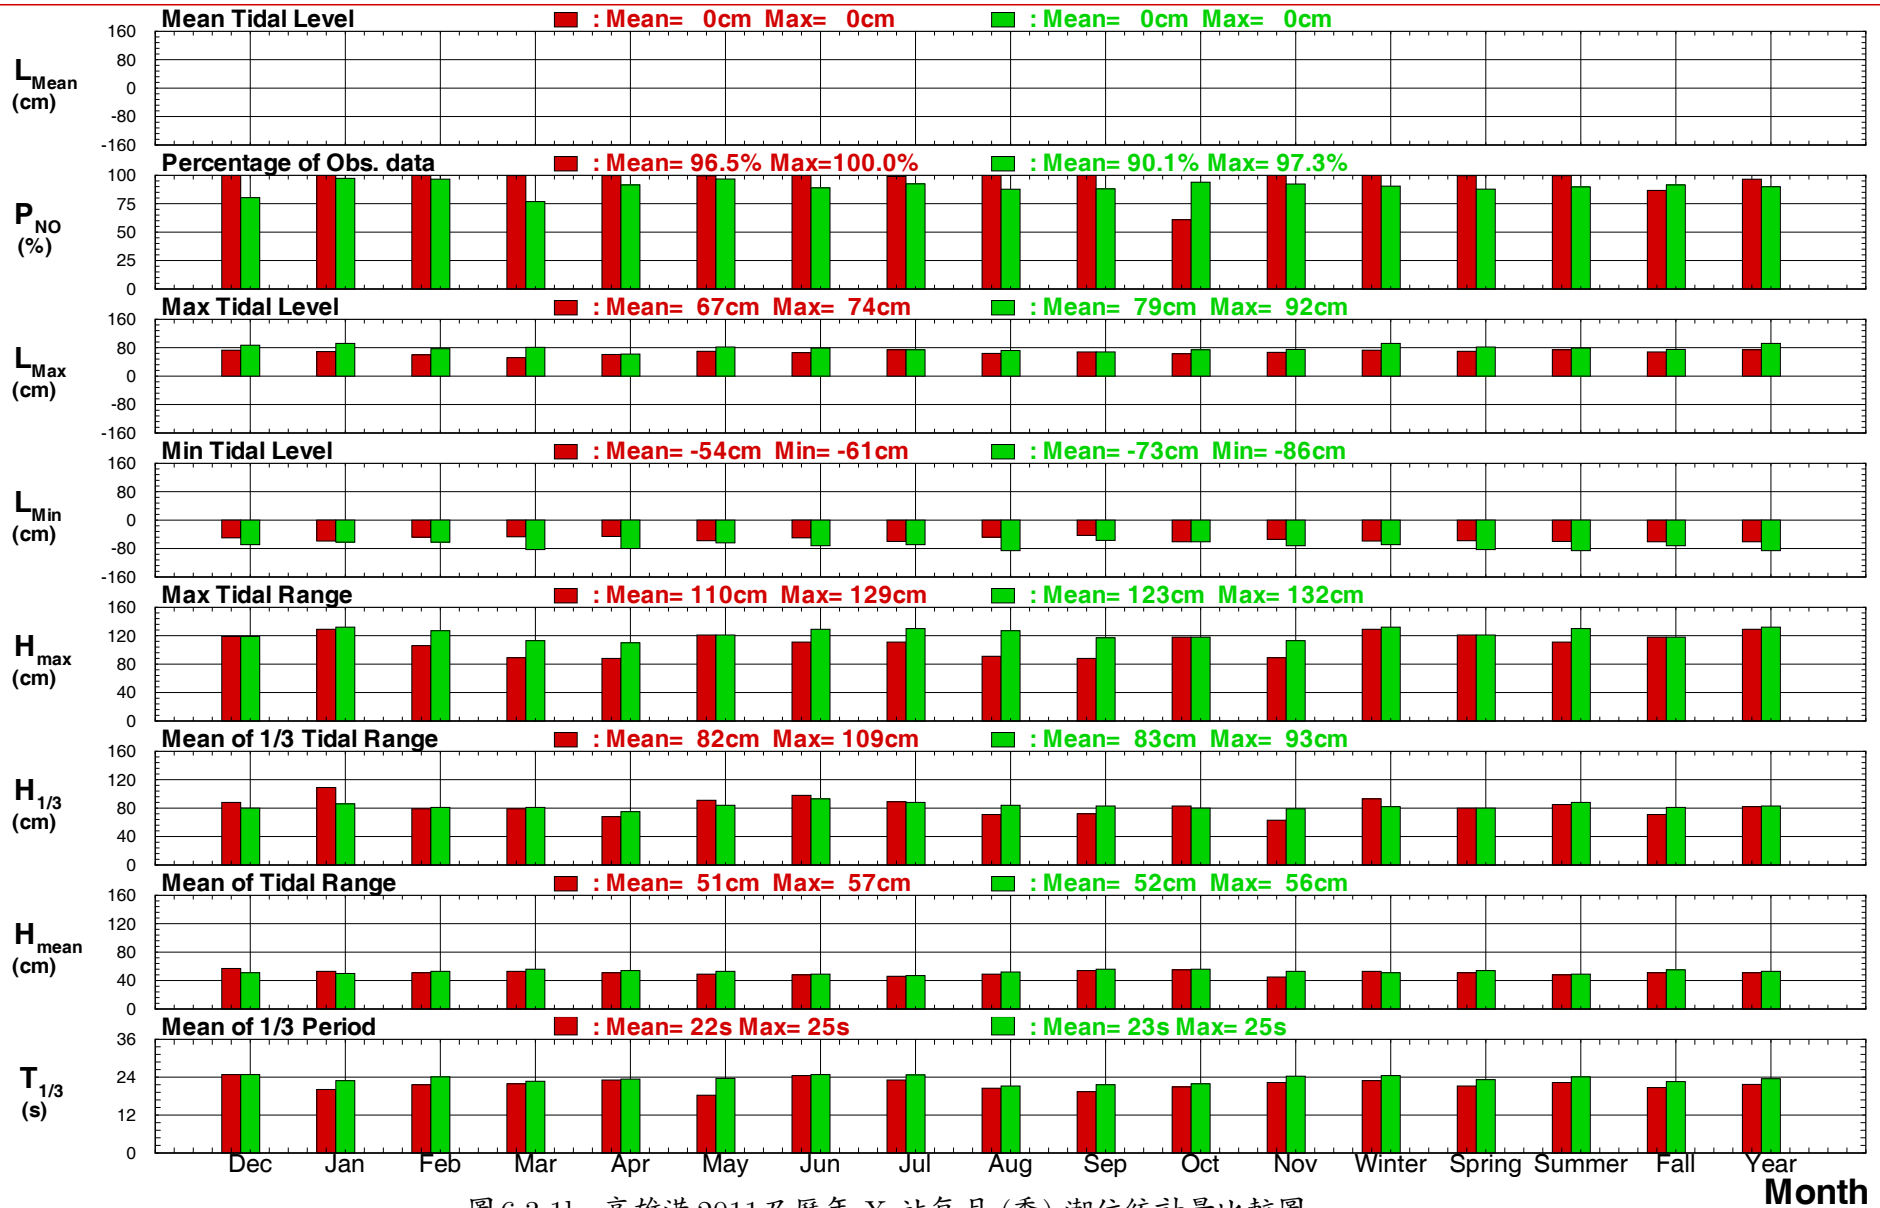 Mean Tidal Level : Mean= 0cm Max= 0cm : Mean= 0cm Max= 0cm
160
80
0
-80
-160
L Mean (cm)
Percentage of Obs. data : Mean= 96.5% Max=100.0% : Mean= 90.1% Max= 97.3%
100
75
50
25
0
P NO (%)
Max Tidal Level : Mean= 67cm Max= 74cm : Mean= 79cm Max= 92cm
160
80
0
-80
-160
L Max (cm)
Min Tidal Level : Mean= -54cm Min= -61cm : Mean= -73cm Min= -86cm
160
80
0
-80
-160
L Min (cm)
Max Tidal Range : Mean= 110cm Max= 129cm : Mean= 123cm Max= 132cm
160
120
80
40
0
H max (cm)
Mean of 1/3 Tidal Range : Mean= 82cm Max= 109cm : Mean= 83cm Max= 93cm
160
120
80
40
0
H 1/3 (cm)
Mean of Tidal Range : Mean= 51cm Max= 57cm : Mean= 52cm Max= 56cm
160
120
80
40
0
H mean (cm)
Mean of 1/3 Period : Mean= 22s Max= 25s : Mean= 23s Max= 25s
36
24
12
0
T 1/3 (s)
Dec Jan Feb Mar Apr May Jun Jul Aug Sep Oct Nov Winter Spring Summer Fall Year
Month